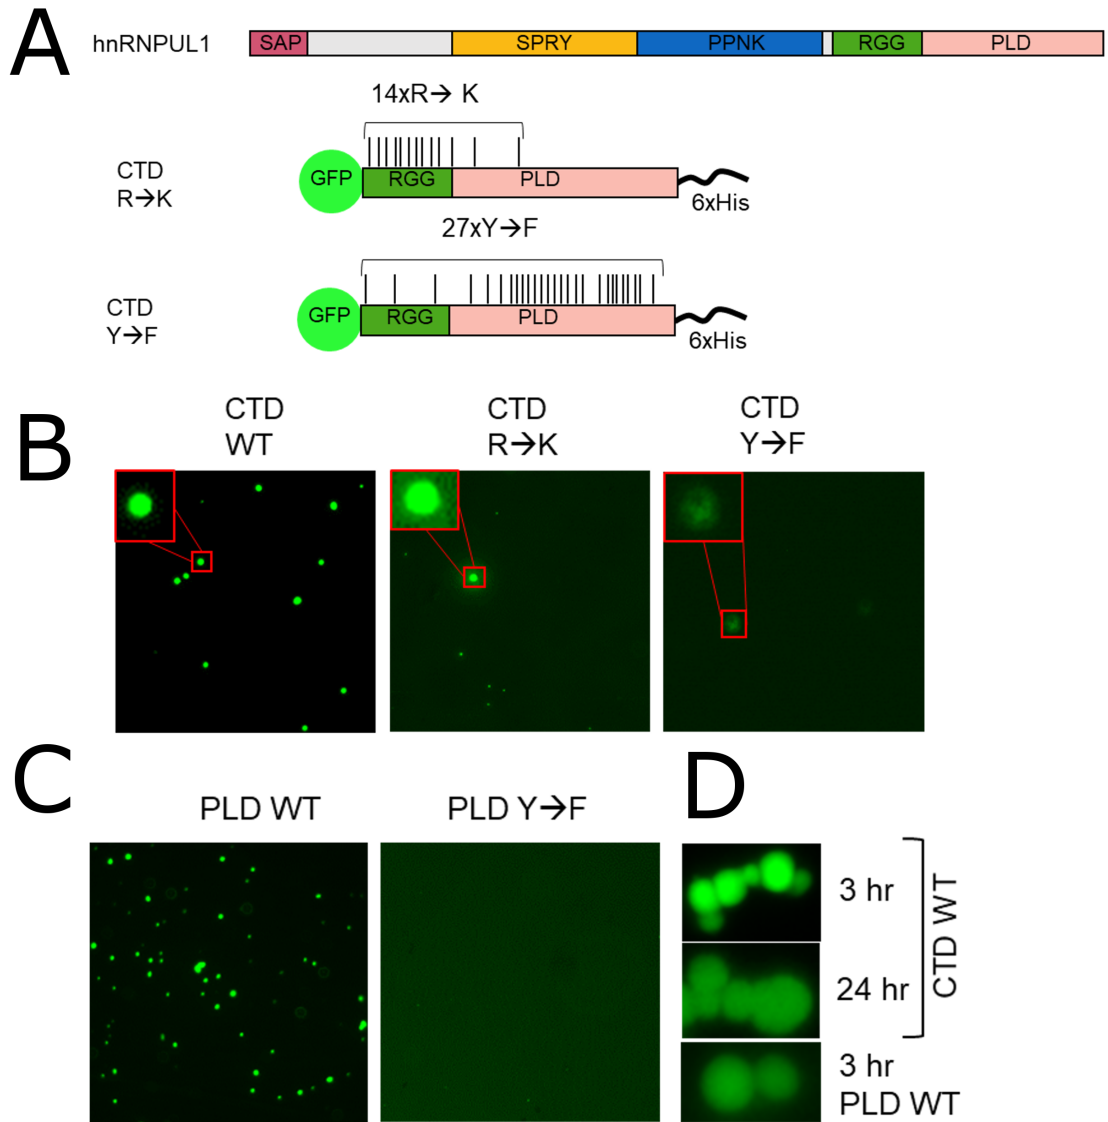 A
hnRNPUL1
SAP SPRY PPNK RGG PLD
14xR→ K
CTD
R→K
GFP RGG PLD
6xHis
27xY→F
CTD
Y→F
GFP RGG PLD
6xHis
B
CTD
WT
CTD
R→K
CTD
Y→F
C
PLD WT
PLD Y→F
D
3 hr
24 hr
CTD WT
3 hr
PLD WT